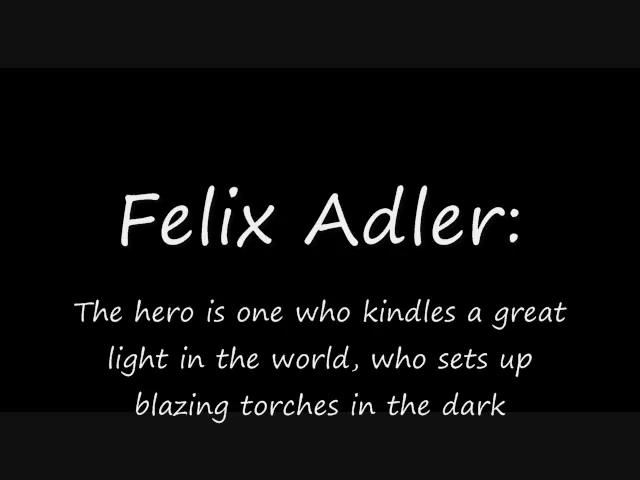 Felix Adler:
The hero is one who kindles a great
light in the world, who sets up
blazing torches in the dark